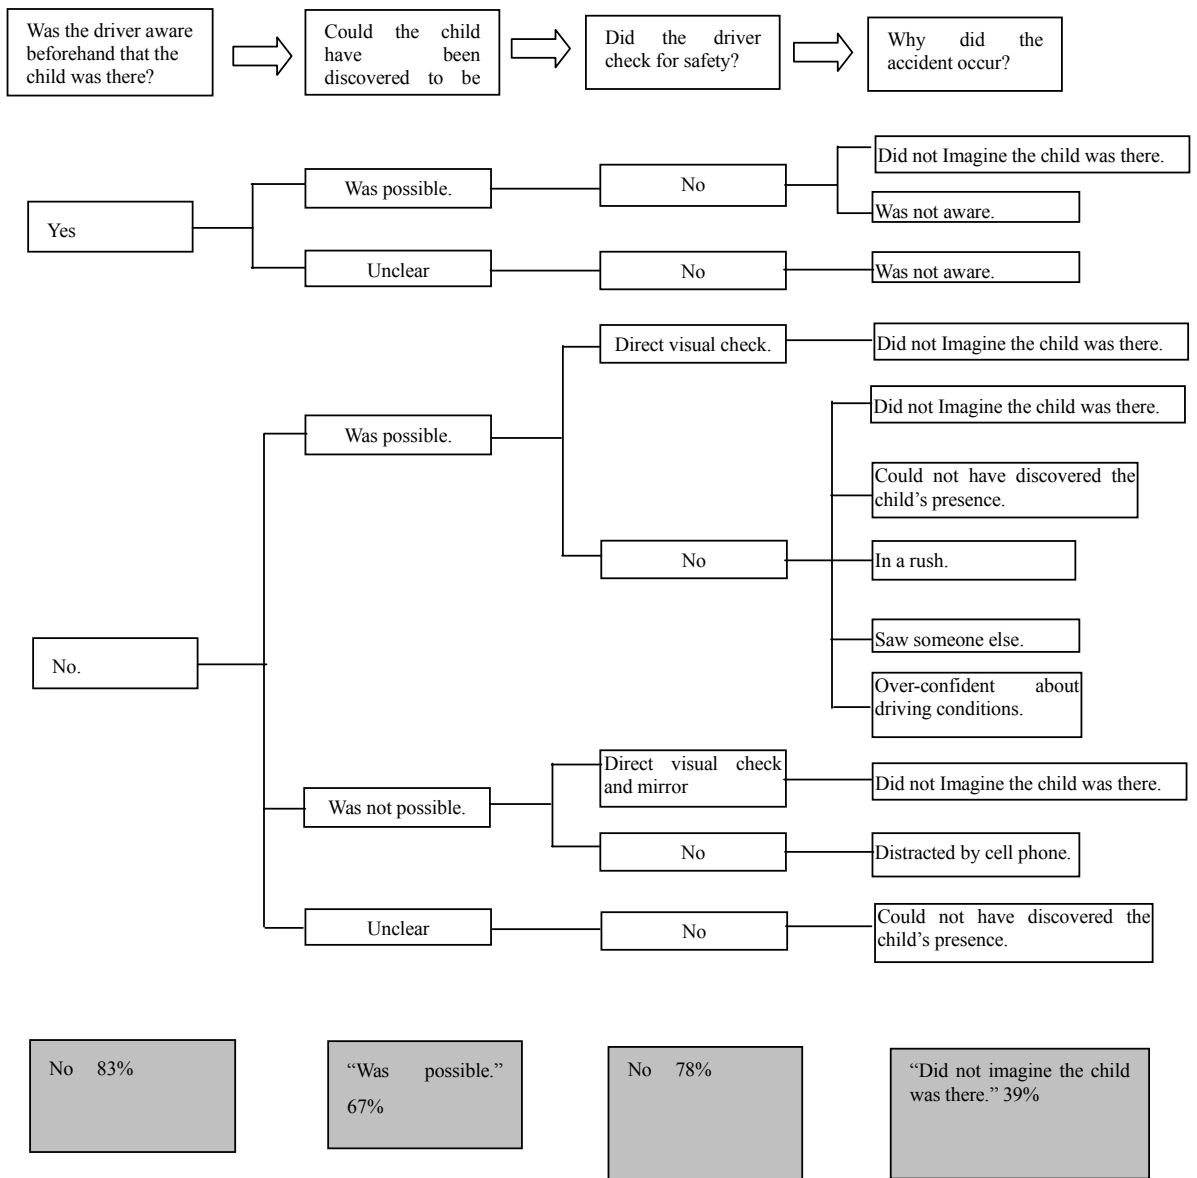 Was the driver aware
beforehand that the
child was there?
Could the child
have been
discovered to be
Did the driver
check for safety?
Why did the
accident occur?
Yes
Was possible.
No
Did not Imagine the child was there.
Was not aware.
Unclear
No
Was not aware.
No.
Was possible.
Direct visual check.
Did not Imagine the child was there.
No
Did not Imagine the child was there.
Could not have discovered the
child’s presence.
In a rush.
Saw someone else.
Over-confident about
driving conditions.
Was not possible.
Direct visual check
and mirror
Did not Imagine the child was there.
No
Distracted by cell phone.
Unclear
No
Could not have discovered the
child’s presence.
No 83%
“Was possible.”
67%
No 78%
“Did not imagine the child
was there.” 39%